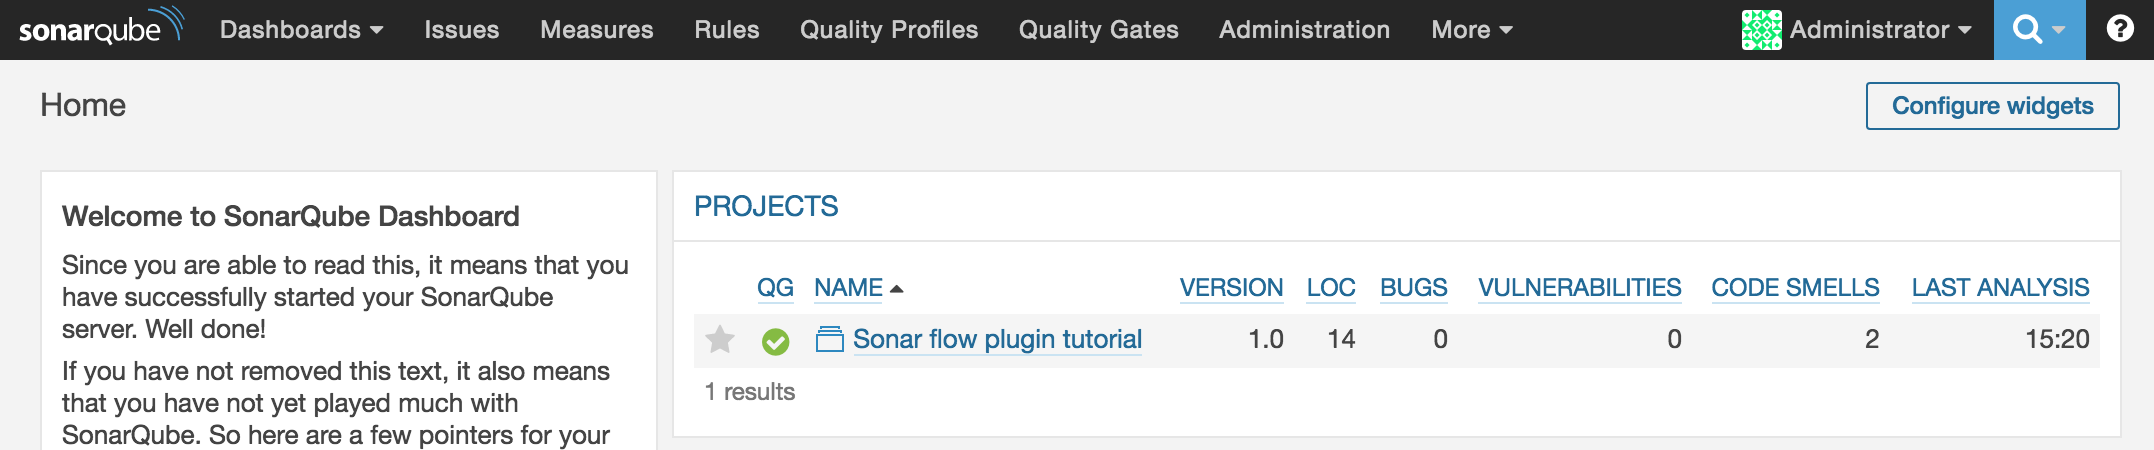 sonarqube Dashboards Issues Measures Rules Quality Profiles Quality Gates Administration More Administrator ?
Home
Configure widgets
Welcome to SonarQube Dashboard
Since you are able to read this, it means that you
have successfully started your SonarQube
server. Well done!
If you have not removed this text, it also means
that you have not yet played much with
SonarQube. So here are a few pointers for your
PROJECTS
QG NAME VERSION LOC BUGS VULNERABILITIES CODE SMELLS LAST ANALYSIS
Sonar flow plugin tutorial 1.0 14 0 0 2 15:20
1 results